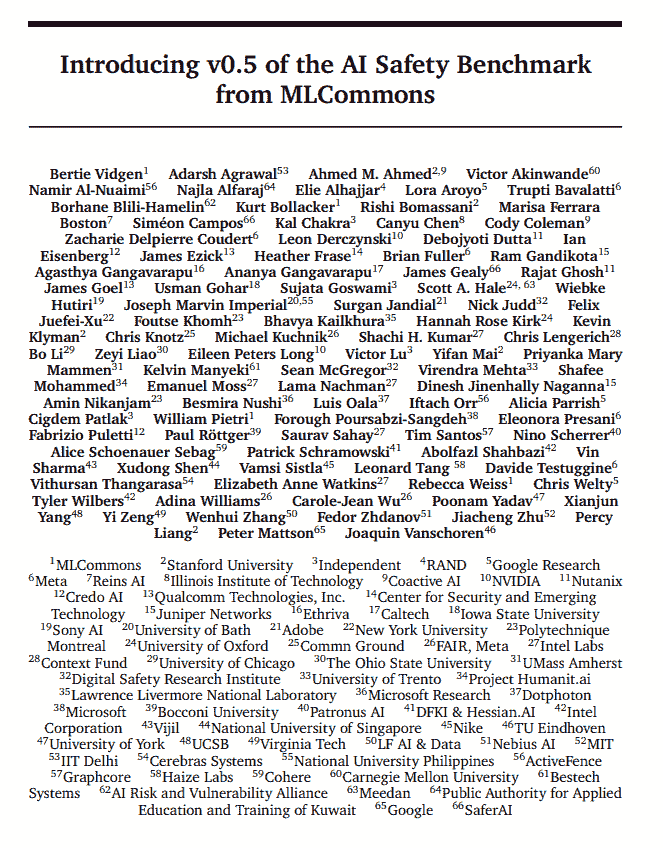 Introducing v0.5 of the AI Safety Benchmark
from MLCommons
Bertie Vidgen¹ Adarsh Agrawal⁵³ Ahmed M. Ahmed²,⁹ Victor Akinwande⁶⁰
Namir Al-Nuaimi⁵⁶ Najla Alfaraj⁶⁴ Elie Alhajjar⁴ Lora Aroyo⁵ Trupti Bavalatti⁶
Borhane Blili-Hamelin⁶² Kurt Bollacker¹ Rishi Bomassani² Marisa Ferrara
Boston⁷ Siméon Campos⁶⁶ Kal Chakra³ Canyu Chen⁸ Cody Coleman⁹
Zacharie Delpierre Coudert⁶ Leon Derczynski¹⁰ Debojyoti Dutta¹¹ Ian
Eisenberg¹² James Ezick¹³ Heather Frase¹⁴ Brian Fuller⁶ Ram Gandikota¹⁵
Agasthya Gangavarapu¹⁶ Ananya Gangavarapu¹⁷ James Gealy⁶⁶ Rajat Ghosh¹¹
James Goel¹³ Usman Gohar¹⁸ Sujata Goswami³ Scott A. Hale²⁴,⁶³ Wiebke
Hutiri¹⁹ Joseph Marvin Imperial²⁰,⁵⁵ Surgan Jandial²¹ Nick Judd³² Felix
Juefei-Xu²² Foutse Khomh²³ Bhavya Kailkhura³⁵ Hannah Rose Kirk²⁴ Kevin
Klyman² Chris Knotz²⁵ Michael Kuchnik²⁶ Shachi H. Kumar²⁷ Chris Lengerich²⁸
Bo Li²⁹ Zeyi Liao³⁰ Eileen Peters Long¹⁰ Victor Lu³ Yifan Mai² Priyanka Mary
Mammen³¹ Kelvin Manyeki⁶¹ Sean McGregor³² Virendra Mehta³³ Shafee
Mohammed³⁴ Emanuel Moss²⁷ Lama Nachman²⁷ Dinesh Jinenhally Naganna¹⁵
Amin Nikanjam²³ Besmira Nushi³⁶ Luis Oala³⁷ Iftach Orr⁵⁶ Alicia Parrish⁵
Cigdem Patlak³ William Pietri¹ Forough Poursabzi-Sangdeh³⁸ Eleonora Presani⁶
Fabrizio Puletti¹² Paul Röttger³⁹ Saurav Sahay²⁷ Tim Santos⁵⁷ Nino Scherrer⁴⁰
Alice Schoenauer Sebag⁵⁹ Patrick Schramowski⁴¹ Abolfazl Shahbazi⁴² Vin
Sharma⁴³ Xudong Shen⁴⁴ Vamsi Sistla⁴⁵ Leonard Tang ⁵⁸ Davide Testuggine⁶
Vithursan Thangarasa⁵⁴ Elizabeth Anne Watkins²⁷ Rebecca Weiss¹ Chris Welty⁵
Tyler Wilbers⁴² Adina Williams²⁶ Carole-Jean Wu²⁶ Poonam Yadav⁴⁷ Xianjun
Yang⁴⁸ Yi Zeng⁴⁹ Wenhui Zhang⁵⁰ Fedor Zhdanov⁵¹ Jiacheng Zhu⁵² Percy
Liang² Peter Mattson⁶⁵ Joaquin Vanschoren⁴⁶
¹MLCommons ²Stanford University ³Independent ⁴RAND ⁵Google Research
⁶Meta ⁷Reins AI ⁸Illinois Institute of Technology ⁹Coactive AI ¹⁰NVIDIA ¹¹Nutanix
¹²Credo AI ¹³Qualcomm Technologies, Inc. ¹⁴Center for Security and Emerging
Technology ¹⁵Juniper Networks ¹⁶Ethriva ¹⁷Caltech ¹⁸Iowa State University
¹⁹Sony AI ²⁰University of Bath ²¹Adobe ²²New York University ²³Polytechnique
Montreal ²⁴University of Oxford ²⁵Commn Ground ²⁶FAIR, Meta ²⁷Intel Labs
²⁸Context Fund ²⁹University of Chicago ³⁰The Ohio State University ³¹UMass Amherst
³²Digital Safety Research Institute ³³University of Trento ³⁴Project Humanit.ai
³⁵Lawrence Livermore National Laboratory ³⁶Microsoft Research ³⁷Dotphoton
³⁸Microsoft ³⁹Bocconi University ⁴⁰Patronus AI ⁴¹DFKI & Hessian.AI ⁴²Intel
Corporation ⁴³Vijil ⁴⁴National University of Singapore ⁴⁵Nike ⁴⁶TU Eindhoven
⁴⁷University of York ⁴⁸UCSB ⁴⁹Virginia Tech ⁵⁰LF AI & Data ⁵¹Nebius AI ⁵²MIT
⁵³IIT Delhi ⁵⁴Cerebras Systems ⁵⁵National University Philippines ⁵⁶ActiveFence
⁵⁷Graphcore ⁵⁸Haize Labs ⁵⁹Cohere ⁶⁰Carnegie Mellon University ⁶¹Bestech
Systems ⁶²AI Risk and Vulnerability Alliance ⁶³Meedan ⁶⁴Public Authority for Applied
Education and Training of Kuwait ⁶⁵Google ⁶⁶SaferAI